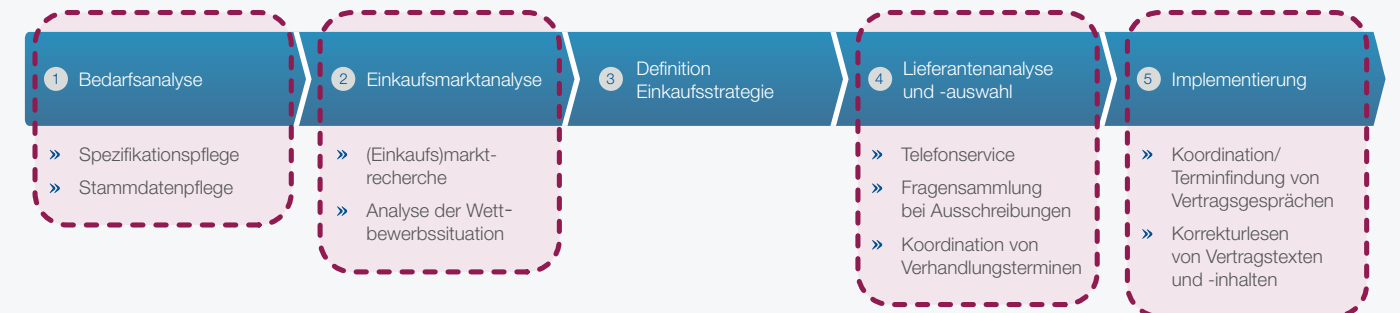 1 Bedarfsanalyse
» Spezifikationspflege
» Stammdatenpflege
2 Einkaufsmarktanalyse
» (Einkaufs)markt-
recherche
» Analyse der Wett-
bewerbssituation
3 Definition
Einkaufsstrategie
4 Lieferantenanalyse
und -auswahl
» Telefonservice
» Fragensammlung
bei Ausschreibungen
» Koordination von
Verhandlungsterminen
5 Implementierung
» Koordination/
Terminfindung von
Vertragsgesprächen
» Korrekturlesen
von Vertragstexten
und -inhalten